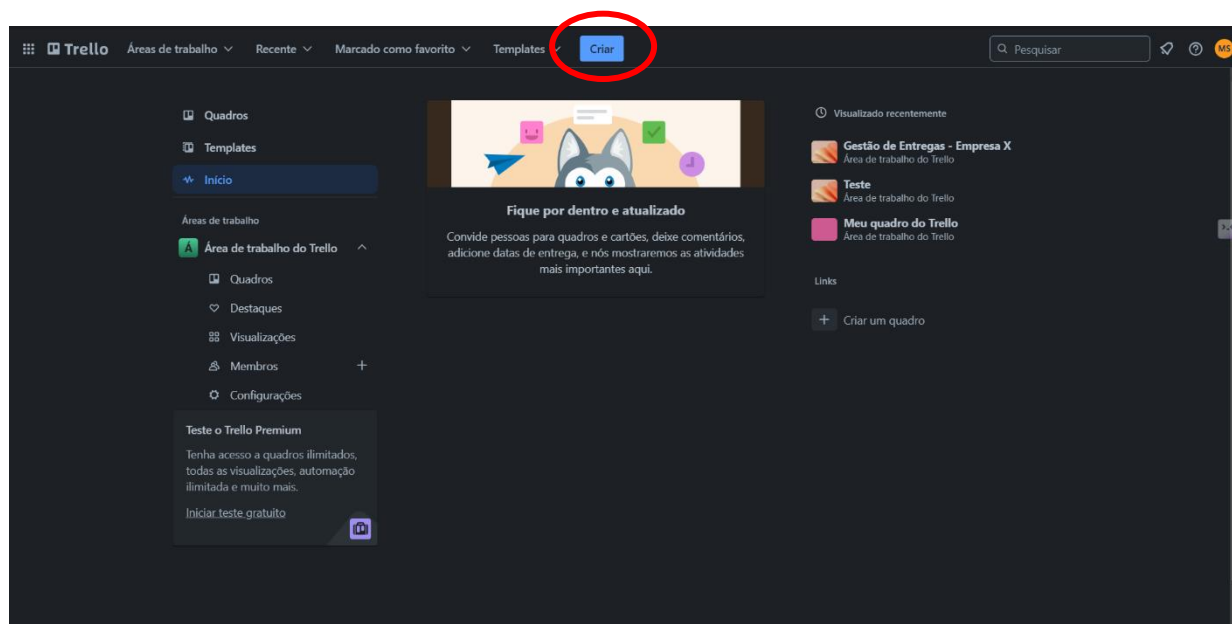 Trello Áreas de trabalho Recente Marcado como favorito Templates Criar Pesquisar MS
Quadros
Templates
Início
Áreas de trabalho
Á Área de trabalho do Trello
Quadros
Destaques
Visualizações
Membros
Configurações
Teste o Trello Premium
Tenha acesso a quadros ilimitados,
todas as visualizações, automação
ilimitada e muito mais.
Iniciar teste gratuito
Fique por dentro e atualizado
Convide pessoas para quadros e cartões, deixe comentários,
adicione datas de entrega, e nós mostraremos as atividades
mais importantes aqui.
Visualizado recentemente
Gestão de Entregas - Empresa X
Área de trabalho do Trello
Teste
Área de trabalho do Trello
Meu quadro do Trello
Área de trabalho do Trello
Links
Criar um quadro